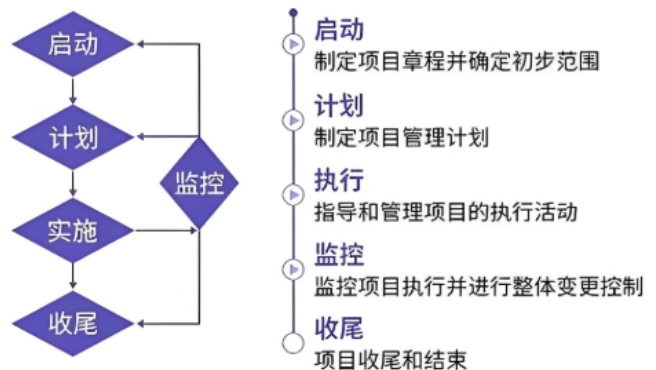 启动
计划
监控
实施
收尾
启动
制定项目章程并确定初步范围
计划
制定项目管理计划
执行
指导和管理项目的执行活动
监控
监控项目执行并进行整体变更控制
收尾
项目收尾和结束